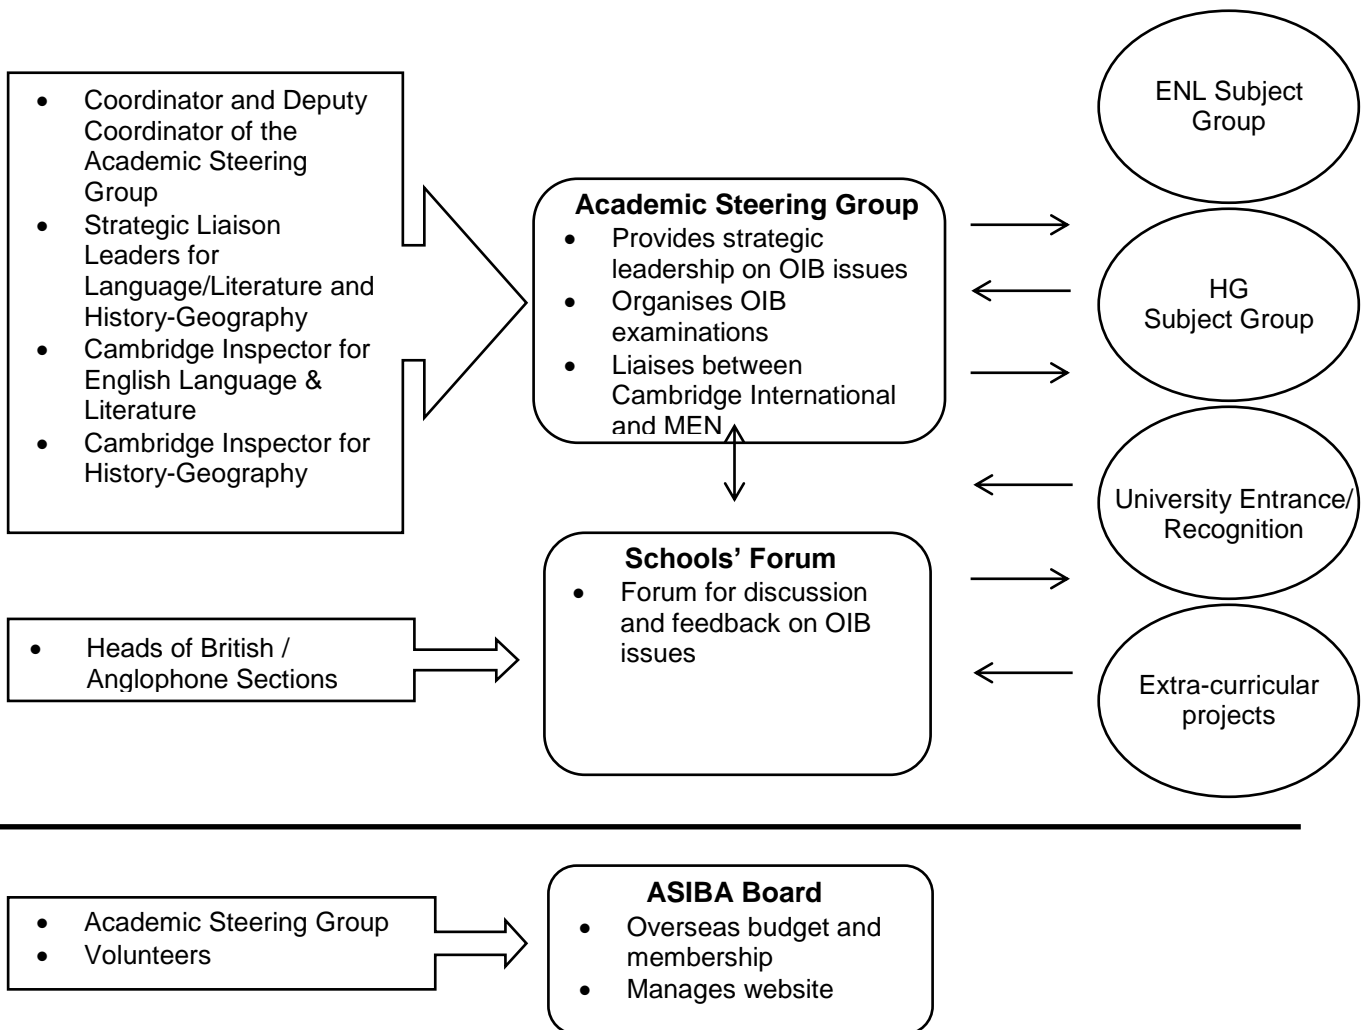 • Coordinator and Deputy
Coordinator of the
Academic Steering
Group
• Strategic Liaison
Leaders for
Language/Literature and
History-Geography
• Cambridge Inspector for
English Language &
Literature
• Cambridge Inspector for
History-Geography
Academic Steering Group
• Provides strategic
leadership on OIB issues
• Organises OIB
examinations
• Liaises between
Cambridge International
and MEN
ENL Subject
Group
HG
Subject Group
University Entrance/
Recognition
Extra-curricular
projects
• Heads of British /
Anglophone Sections
Schools’ Forum
• Forum for discussion
and feedback on OIB
issues
• Academic Steering Group
• Volunteers
ASIBA Board
• Overseas budget and
membership
• Manages website